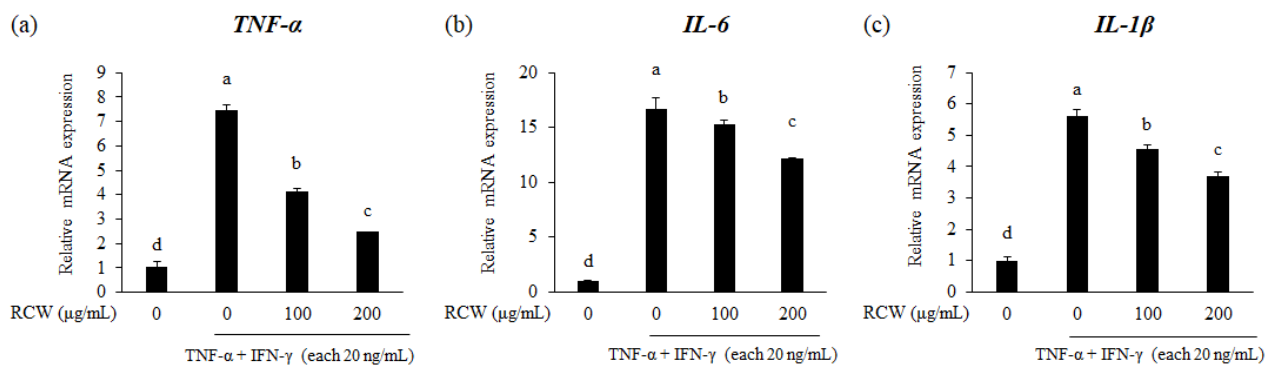 (a) TNF-α
Relative mRNA expression
9
8
7
6
5
4
3
2
1
0
d
a
b
c
RCW (µg/mL) 0 0 100 200
TNF-α + IFN-γ (each 20 ng/mL)
(b) IL-6
Relative mRNA expression
20
15
10
5
0
d
a
b
c
0 0 100 200
TNF-α + IFN-γ (each 20 ng/mL)
(c) IL-1β
Relative mRNA expression
7
6
5
4
3
2
1
0
d
a
b
c
RCW (µg/mL) 0 0 100 200
TNF-α + IFN-γ (each 20 ng/mL)